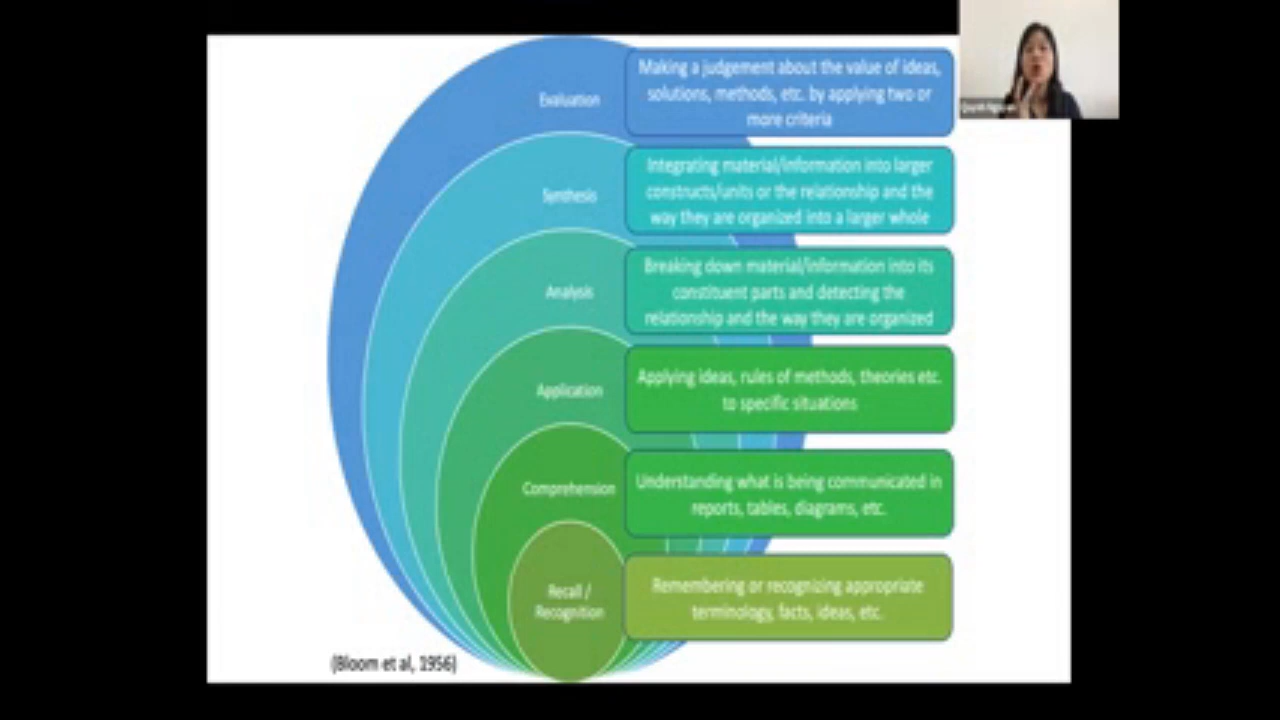 Evaluation
Making a judgement about the value of ideas,
solutions, methods, etc. by applying two or
more criteria
Synthesis
Integrating material/information into larger
constructs/units or the relationship and the
way they are organized into a larger whole
Analysis
Breaking down material/information into its
constituent parts and detecting the
relationship and the way they are organized
Application
Applying ideas, rules of methods, theories etc.
to specific situations
Comprehension
Understanding what is being communicated in
reports, tables, diagrams, etc.
Recall /
Recognition
Remembering or recognizing appropriate
terminology, facts, ideas, etc.
(Bloom et al, 1956)